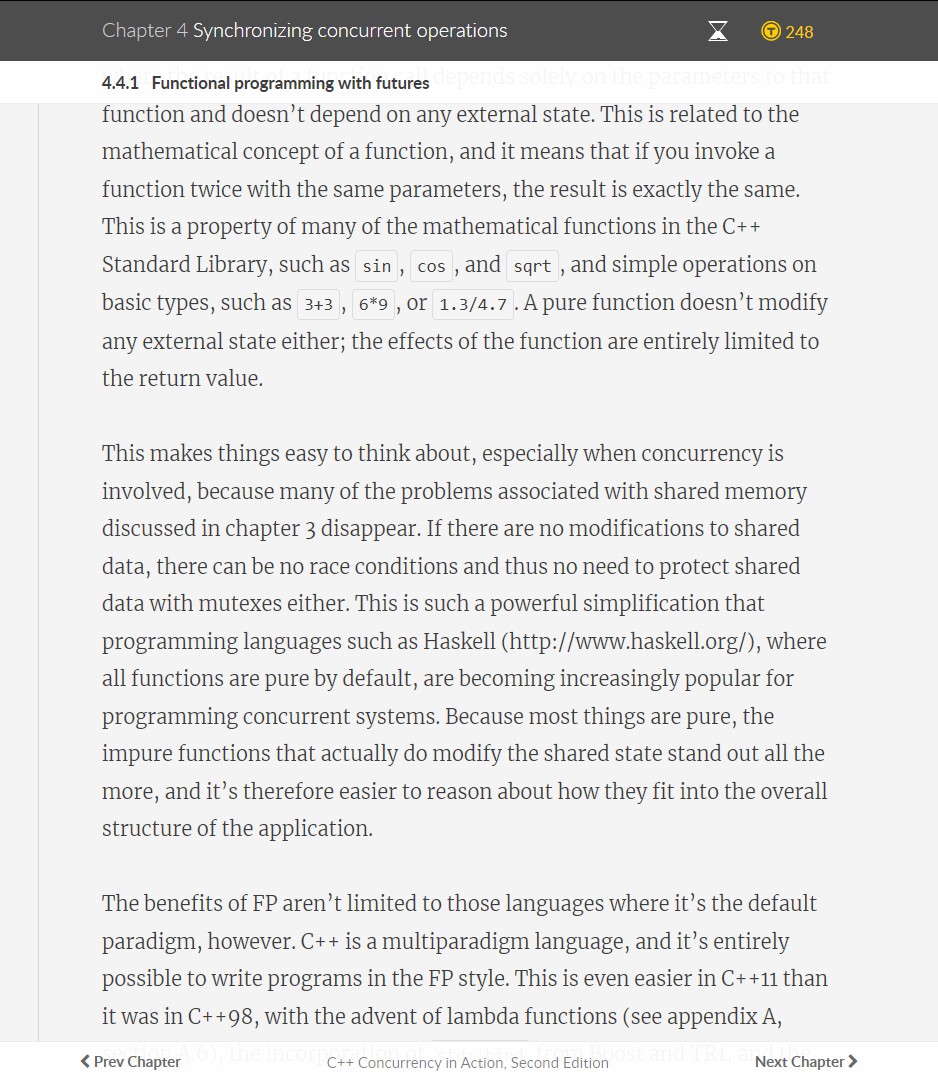 Chapter 4 Synchronizing concurrent operations
248
4.4.1 Functional programming with futures
depends solely on the parameters to that
function and doesn’t depend on any external state. This is related to the
mathematical concept of a function, and it means that if you invoke a
function twice with the same parameters, the result is exactly the same.
This is a property of many of the mathematical functions in the C++
Standard Library, such as sin, cos, and sqrt, and simple operations on
basic types, such as 3+3, 6*9, or 1.3/4.7. A pure function doesn’t modify
any external state either; the effects of the function are entirely limited to
the return value.
This makes things easy to think about, especially when concurrency is
involved, because many of the problems associated with shared memory
discussed in chapter 3 disappear. If there are no modifications to shared
data, there can be no race conditions and thus no need to protect shared
data with mutexes either. This is such a powerful simplification that
programming languages such as Haskell (http://www.haskell.org/), where
all functions are pure by default, are becoming increasingly popular for
programming concurrent systems. Because most things are pure, the
impure functions that actually do modify the shared state stand out all the
more, and it’s therefore easier to reason about how they fit into the overall
structure of the application.
The benefits of FP aren’t limited to those languages where it’s the default
paradigm, however. C++ is a multiparadigm language, and it’s entirely
possible to write programs in the FP style. This is even easier in C++11 than
it was in C++98, with the advent of lambda functions (see appendix A,
section A.6), the incorporation of std::bind from Boost and TR1, and the
Prev Chapter
C++ Concurrency in Action, Second Edition
Next Chapter